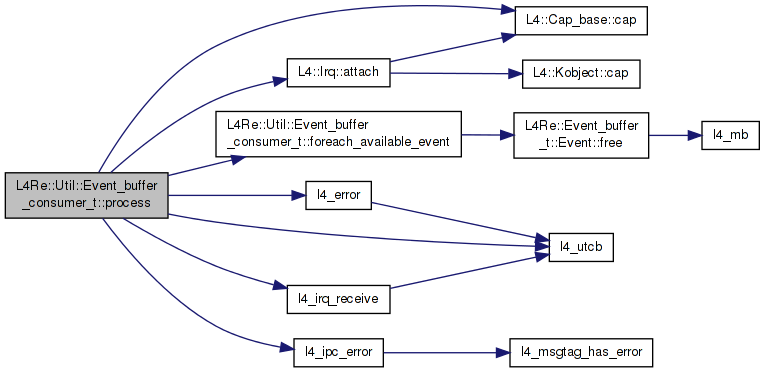 L4Re::Util::Event_buffer
_consumer_t::process
L4::Cap_base::cap
L4::Irq::attach
L4::Kobject::cap
L4Re::Util::Event_buffer
_consumer_t::foreach_available_event
L4Re::Event_buffer
_t::Event::free
l4_mb
l4_error
l4_utcb
l4_irq_receive
l4_ipc_error
l4_msgtag_has_error